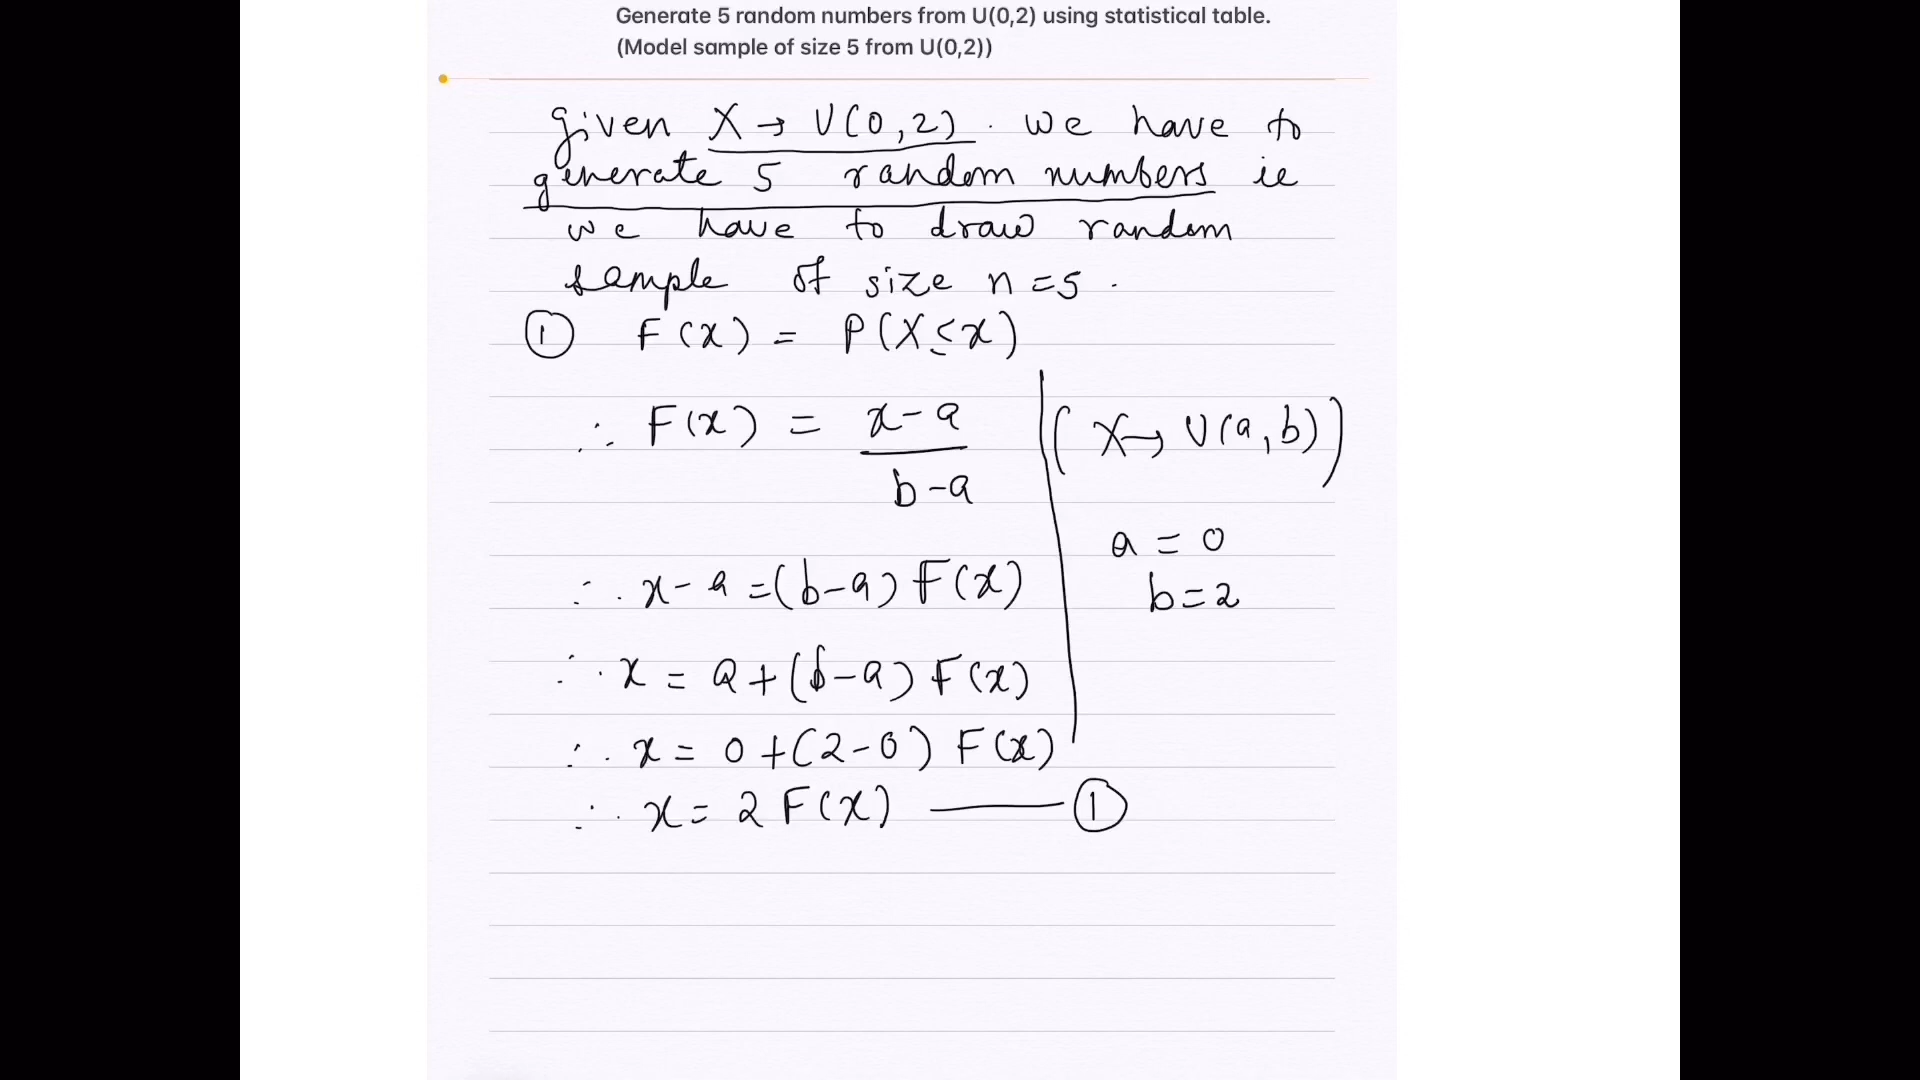 Generate 5 random numbers from U(0,2) using statistical table.
(Model sample of size 5 from U(0,2))
given X → U(0,2). We have to
generate 5 random numbers ie
we have to draw random
sample of size n = 5.
① F(x) = P(X ≤ x)
∴ F(x) = x-a / b-a | (X → U(a,b))
a = 0
b = 2
∴ x-a = (b-a) F(x)
∴ x = a + (b-a) F(x)
∴ x = 0 + (2-0) F(x)
∴ x = 2 F(x) —— ①